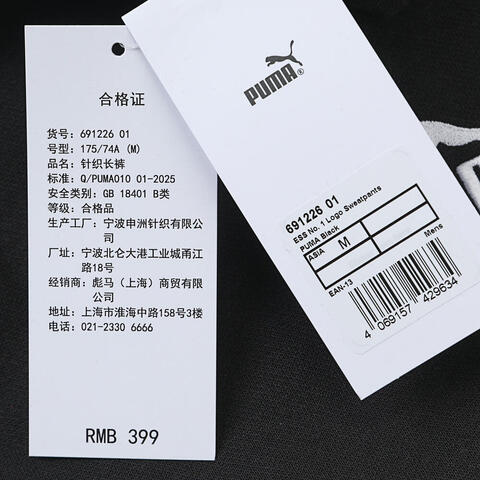 合格证
货号: 691226 01
号型: 175/74A (M)
品名: 针织长裤
标准: Q/PUMA010 01-2025
安全类别: GB 18401 B类
等级: 合格品
生产工厂: 宁波申洲针织有限公
司
厂址: 宁波北仑大港工业城甬江
路18号
经销商: 彪马（上海）商贸有限
公司
地址: 上海市淮海中路158号3楼
电话: 021-2330 6666
RMB 399
PUMA
691226 01
ESS No. 1 Logo Sweatpants
PUMA Black
ASIA M
Mens
EAN-13
4 069157 429634